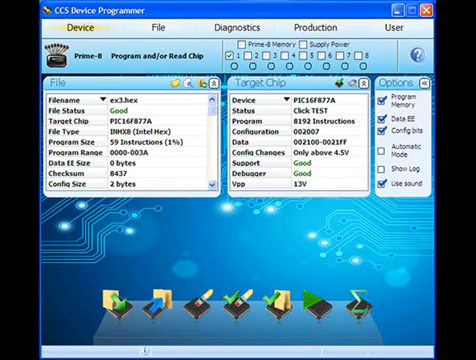 CCS Device Programmer
Device File Diagnostics Production User
Prime-8 Program and/or Read Chip
Prime-8 Memory Supply Power
1 2 3 4 5 6 7 8
File
Filename ex3.hex
File Status Good
Target Chip PIC16F877A
File Type INHX8 (Intel Hex)
Program Size 59 Instructions (1%)
Program Range 0000-003A
Data EE Size 0 bytes
Checksum 8437
Config Size 2 bytes
Target Chip
Device PIC16F877A
Status Click TEST
Program 8192 Instructions
Configuration 002007
Data 002100-0021FF
Config Changes Only above 4.5V
Support Good
Debugger Good
Vpp 13V
Options
Program
Memory
Data EE
Config bits
Automatic
Mode
Show Log
Use sound